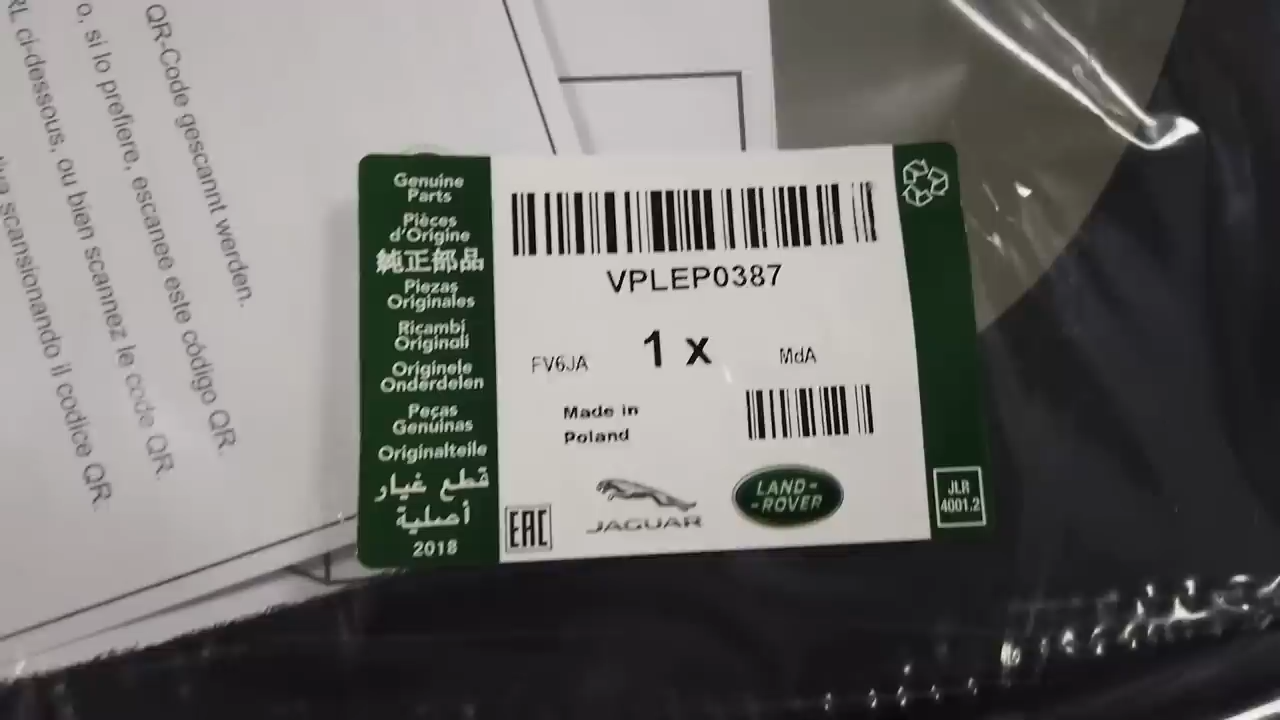 QR-Code gescannt werden.
o, si lo prefiere, escanee este código QR.
ci-dessous, ou bien scannez le code QR.
scansionando il codice QR.
Genuine
Parts
Pièces
d'Origine
純正部品
Piezas
Originales
Ricambi
Originali
Originele
Onderdelen
Peças
Genuinas
Originalteile
قطع غيار
أصلية
2018
VPLEP0387
FV6JA
1 x
MdA
Made in
Poland
EAC
JAGUAR
LAND-
-ROVER
JLR
4001.2